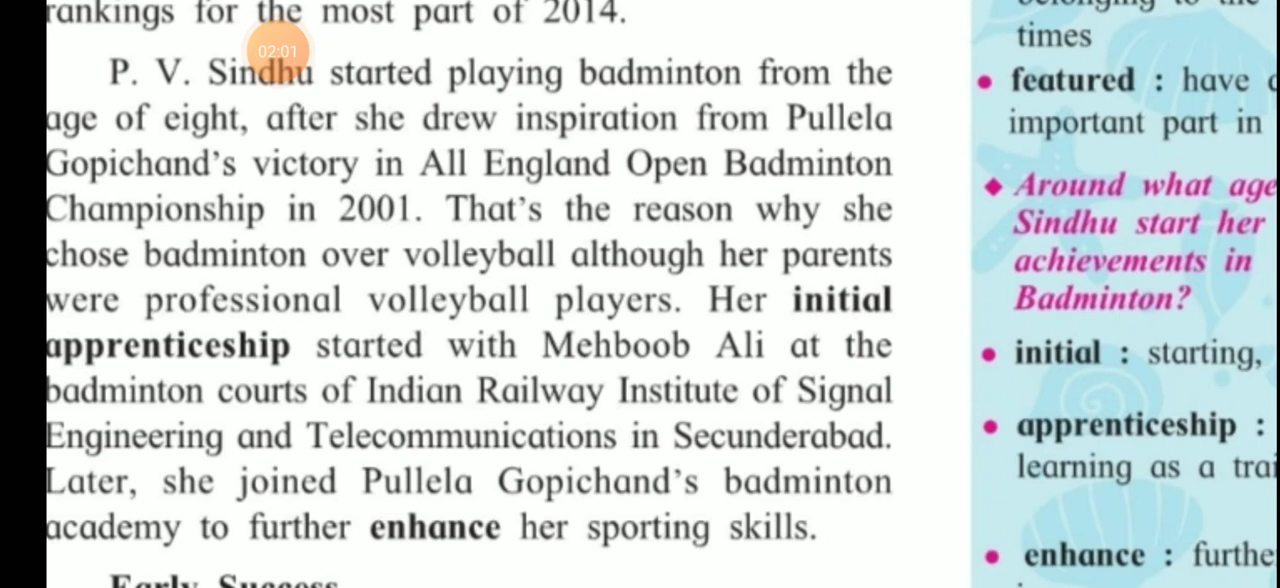 rankings for the most part of 2014.
P. V. Sindhu started playing badminton from the
age of eight, after she drew inspiration from Pullela
Gopichand's victory in All England Open Badminton
Championship in 2001. That's the reason why she
chose badminton over volleyball although her parents
were professional volleyball players. Her initial
apprenticeship started with Mehboob Ali at the
badminton courts of Indian Railway Institute of Signal
Engineering and Telecommunications in Secunderabad.
Later, she joined Pullela Gopichand's badminton
academy to further enhance her sporting skills.
Early Success
02:01
belonging to the
times
• featured : have
important part in
◆ Around what age
Sindhu start her
achievements in
Badminton?
• initial : starting,
• apprenticeship :
learning as a
• enhance :